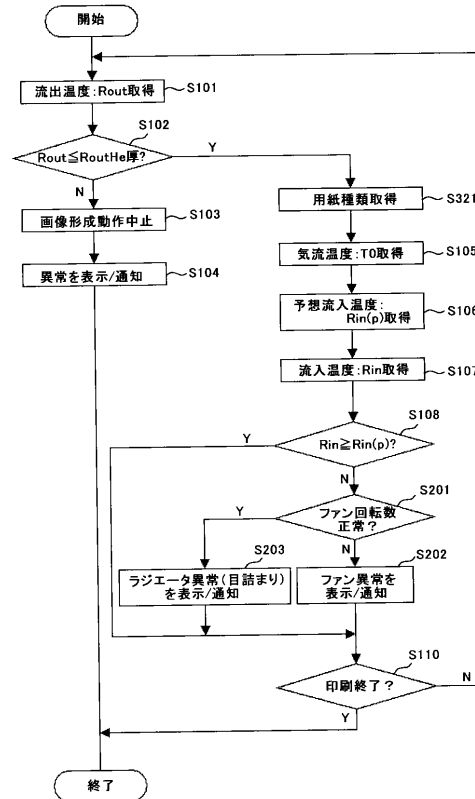 開始
流出温度:Rout取得
S101
S102
Rout≦RoutHe厚?
Y
N
画像形成動作中止
S103
異常を表示/通知
S104
用紙種類取得
S321
気流温度:T0取得
S105
予想流入温度:
Rin(p)取得
S106
流入温度:Rin取得
S107
S108
Rin≧Rin(p)?
Y
N
S201
ファン回転数
正常?
Y
N
S203
ラジエータ異常(目詰まり)
を表示/通知
S202
ファン異常を
表示/通知
S110
印刷終了?
N
Y
終了